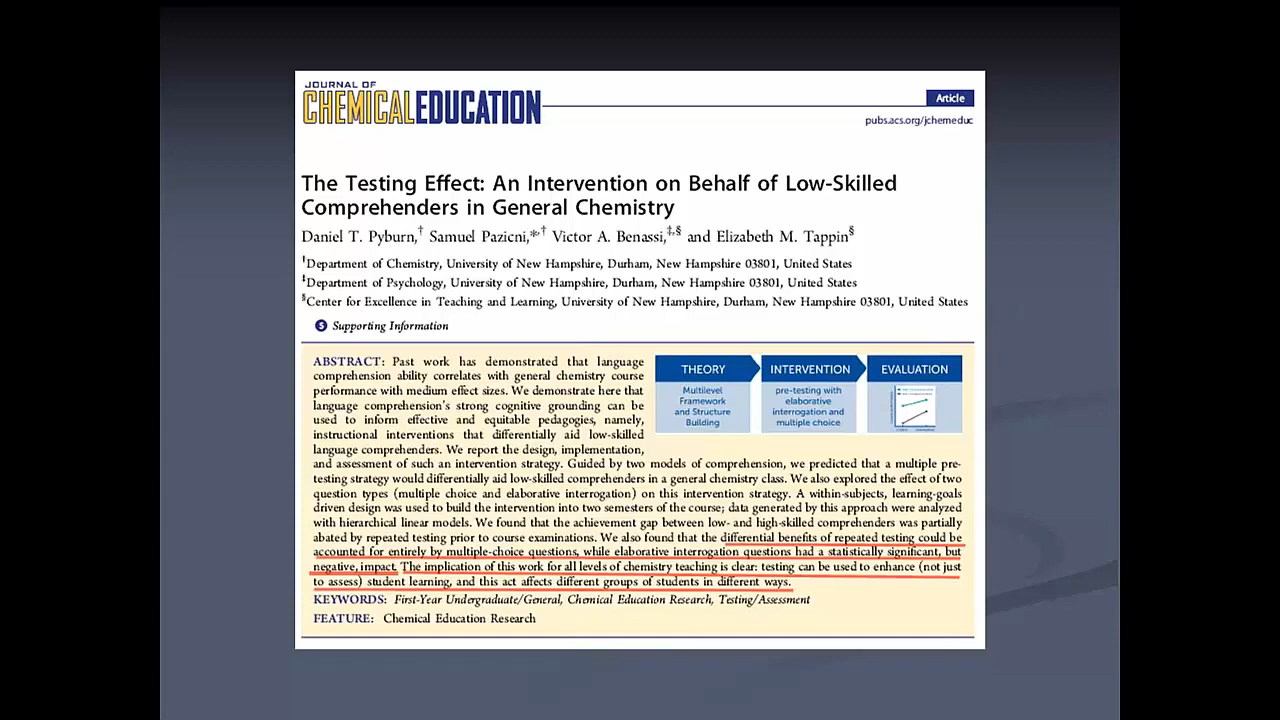 JOURNAL OF
CHEMICALEDUCATION
Article
pubs.acs.org/jchemeduc
The Testing Effect: An Intervention on Behalf of Low-Skilled
Comprehenders in General Chemistry
Daniel T. Pyburn,† Samuel Pazicni,*,† Victor A. Benassi,‡,§ and Elizabeth M. Tappin§
†Department of Chemistry, University of New Hampshire, Durham, New Hampshire 03801, United States
‡Department of Psychology, University of New Hampshire, Durham, New Hampshire 03801, United States
§Center for Excellence in Teaching and Learning, University of New Hampshire, Durham, New Hampshire 03801, United States
S Supporting Information
ABSTRACT: Past work has demonstrated that language
comprehension ability correlates with general chemistry course
performance with medium effect sizes. We demonstrate here that
language comprehension's strong cognitive grounding can be
used to inform effective and equitable pedagogies, namely,
instructional interventions that differentially aid low-skilled
language comprehenders. We report the design, implementation,
and assessment of such an intervention strategy. Guided by two models of comprehension, we predicted that a multiple pre-
testing strategy would differentially aid low-skilled comprehenders in a general chemistry class. We also explored the effect of two
question types (multiple choice and elaborative interrogation) on this intervention strategy. A within-subjects, learning-goals
driven design was used to build the intervention into two semesters of the course; data generated by this approach were analyzed
with hierarchical linear models. We found that the achievement gap between low- and high-skilled comprehenders was partially
abated by repeated testing prior to course examinations. We also found that the differential benefits of repeated testing could be
accounted for entirely by multiple-choice questions, while elaborative interrogation questions had a statistically significant, but
negative, impact. The implication of this work for all levels of chemistry teaching is clear: testing can be used to enhance (not just
to assess) student learning, and this act affects different groups of students in different ways.
THEORY
Multilevel
Framework
and Structure
Building
INTERVENTION
pre-testing with
elaborative
interrogation and
multiple choice
EVALUATION
KEYWORDS: First-Year Undergraduate/General, Chemical Education Research, Testing/Assessment
FEATURE: Chemical Education Research